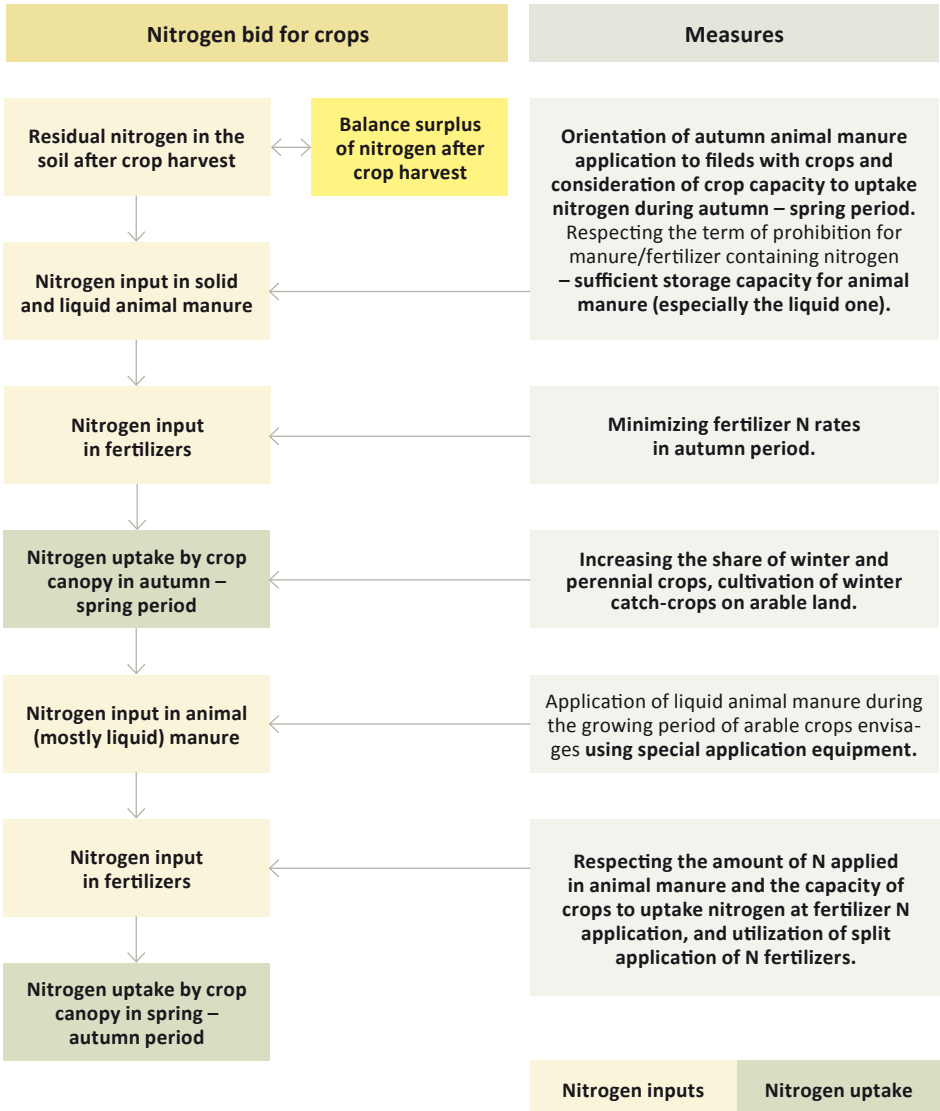 Nitrogen bid for crops
Measures
Residual nitrogen in the
soil after crop harvest
Balance surplus
of nitrogen after
crop harvest
Orientation of autumn animal manure
application to fileds with crops and
consideration of crop capacity to uptake
nitrogen during autumn – spring period.
Respecting the term of prohibition for
manure/fertilizer containing nitrogen
– sufficient storage capacity for animal
manure (especially the liquid one).
Nitrogen input in solid
and liquid animal manure
Nitrogen input
in fertilizers
Minimizing fertilizer N rates
in autumn period.
Nitrogen uptake by crop
canopy in autumn –
spring period
Increasing the share of winter and
perennial crops, cultivation of winter
catch-crops on arable land.
Nitrogen input in animal
(mostly liquid) manure
Application of liquid animal manure during
the growing period of arable crops envisa-
ges using special application equipment.
Nitrogen input
in fertilizers
Respecting the amount of N applied
in animal manure and the capacity of
crops to uptake nitrogen at fertilizer N
application, and utilization of split
application of N fertilizers.
Nitrogen uptake by crop
canopy in spring –
autumn period
Nitrogen inputs
Nitrogen uptake